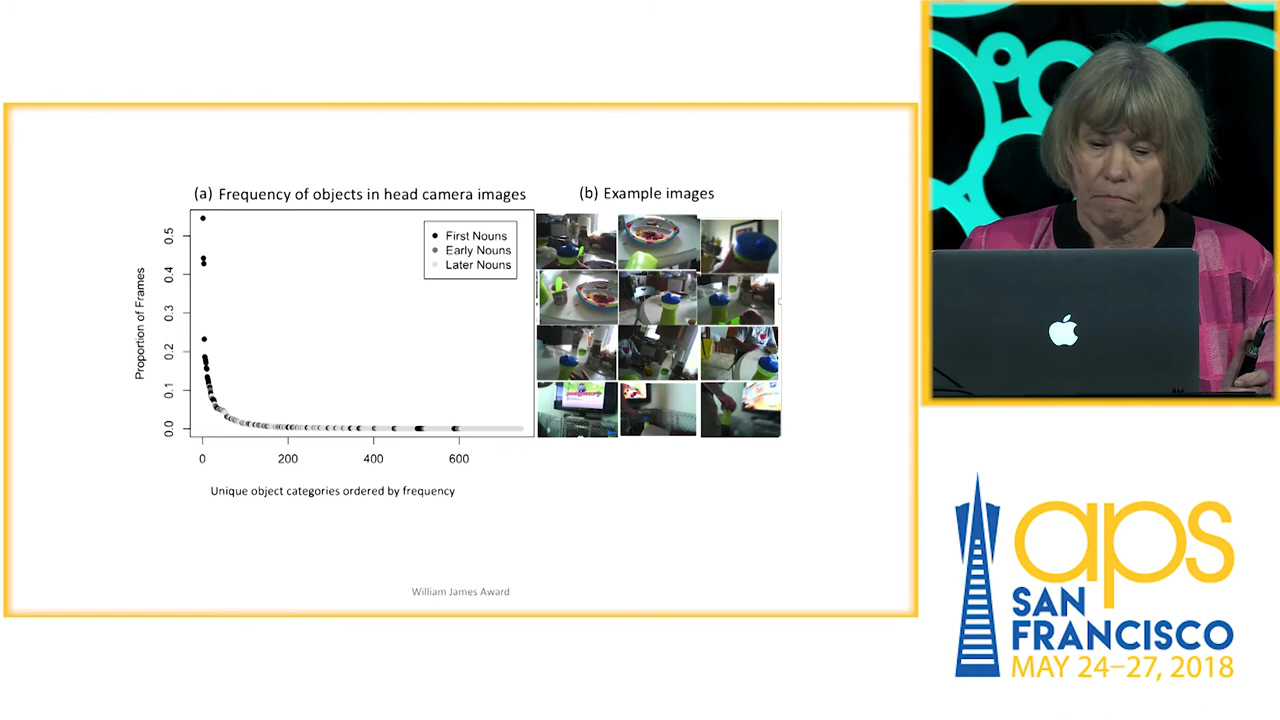 (a) Frequency of objects in head camera images
(b) Example images
Proportion of Frames
0.5
0.4
0.3
0.2
0.1
0.0
First Nouns
Early Nouns
Later Nouns
0 200 400 600
Unique object categories ordered by frequency
William James Award
aps
SAN
FRANCISCO
MAY 24–27, 2018